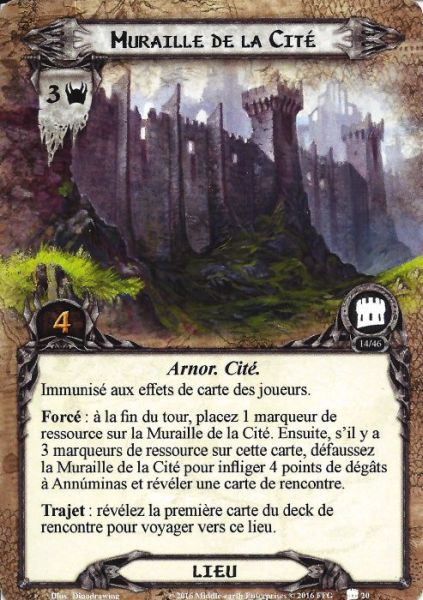 Muraille de la Cité
3
4
14/46
Arnor. Cité.
Immunisé aux effets de carte des joueurs.
Forcé : à la fin du tour, placez 1 marqueur de
ressource sur la Muraille de la Cité. Ensuite, s'il y a
3 marqueurs de ressource sur cette carte, défaussez
la Muraille de la Cité pour infliger 4 points de dégâts
à Annúminas et révéler une carte de rencontre.
Trajet : révélez la première carte du deck de
rencontre pour voyager vers ce lieu.
LIEU
Illus. Dinodrawing © 2016 Middle-earth Enterprises © 2016 FFG 20